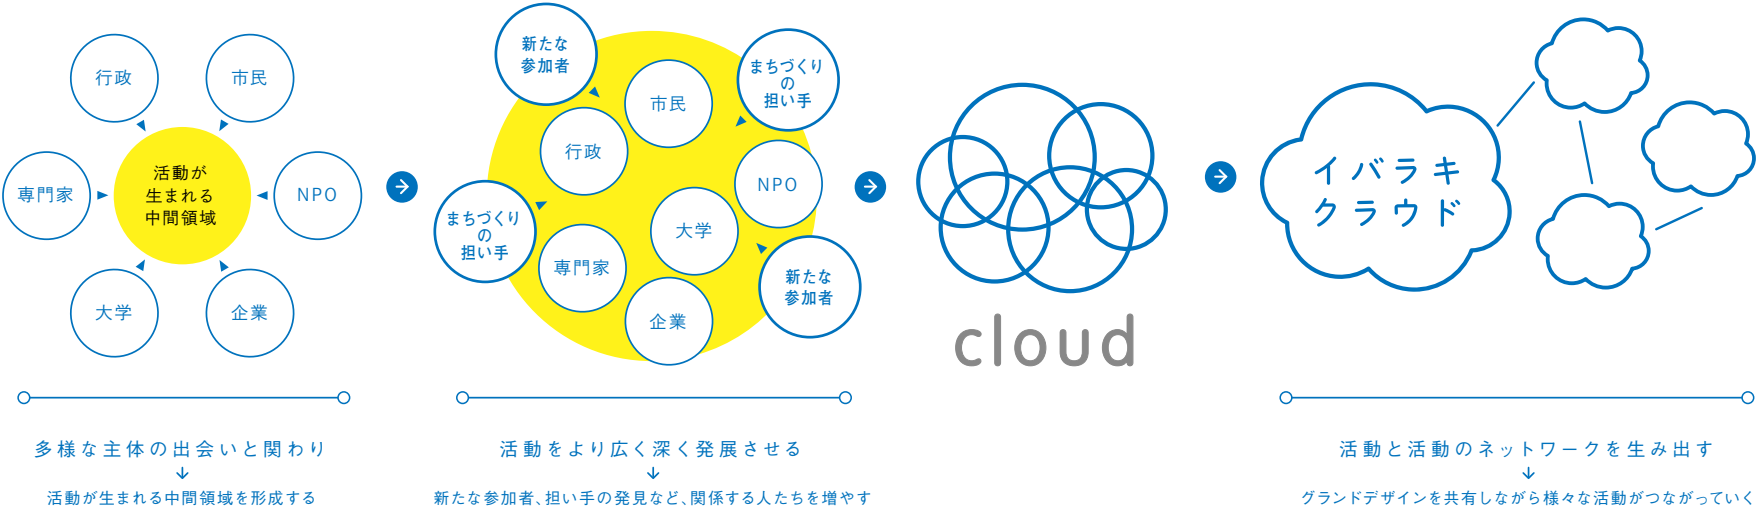 行政
市民
専門家
活動が
生まれる
中間領域
NPO
大学
企業
多様な主体の出会いと関わり
活動が生まれる中間領域を形成する
新たな
参加者
まちづくり
の
担い手
市民
行政
NPO
まちづくり
の
担い手
大学
専門家
新たな
参加者
企業
活動をより広く深く発展させる
新たな参加者、担い手の発見など、関係する人たちを増やす
cloud
イバラキ
クラウド
活動と活動のネットワークを生み出す
グランドデザインを共有しながら様々な活動がつながっていく